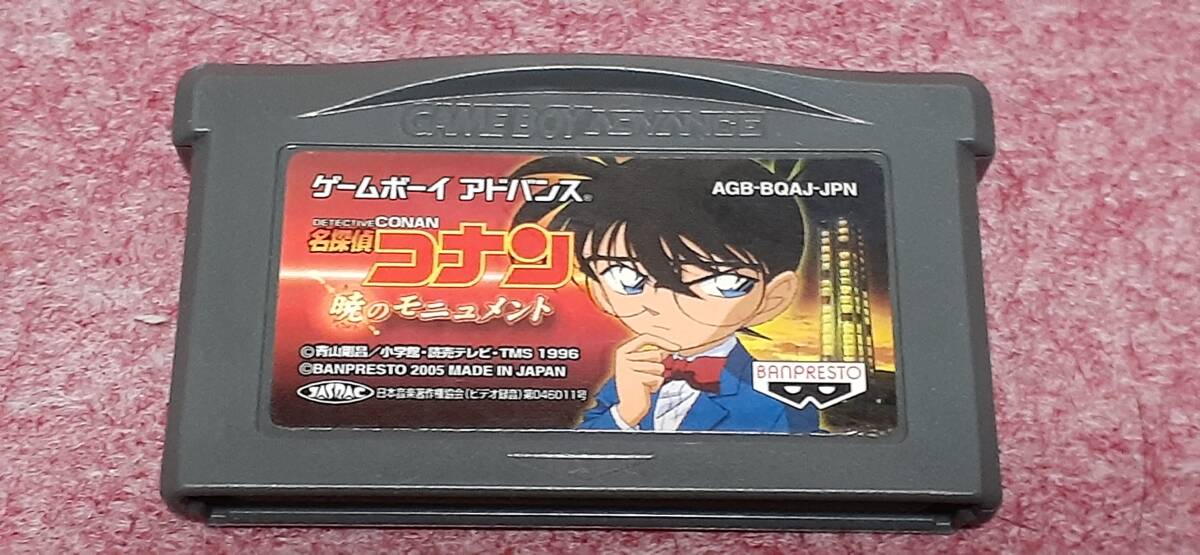 GAME BOY ADVANCE
ゲームボーイ アドバンス®
AGB-BQAJ-JPN
DETECTIVE CONAN
名探偵コナン
暁のモニュメント
©青山剛昌/小学館・読売テレビ・TMS 1996
©BANPRESTO 2005 MADE IN JAPAN
JASRAC 日本音楽著作権協会(ビデオ録音)第046011号
BANPRESTO